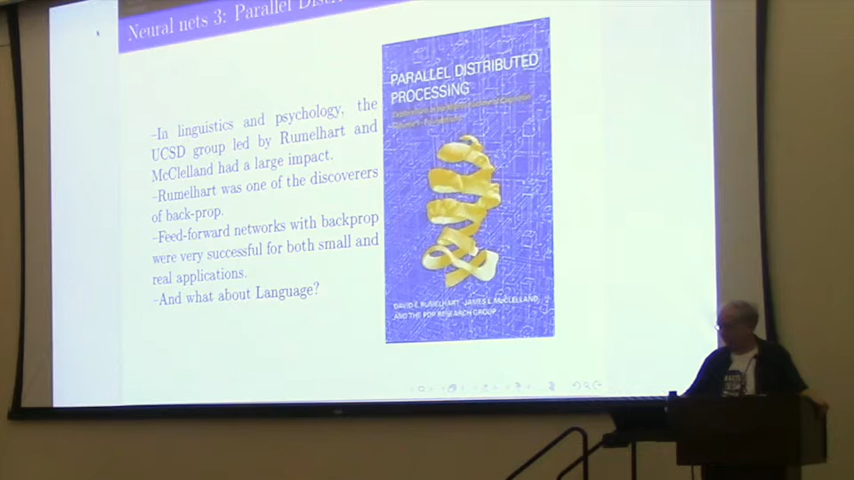 Neural nets 3: Parallel
–In linguistics and psychology, the
UCSD group led by Rumelhart and
McClelland had a large impact.
–Rumelhart was one of the discoverers
of back-prop.
–Feed-forward networks with backprop
were very successful for both small and
real applications.
–And what about Language?
PARALLEL DISTRIBUTED
PROCESSING
DAVID E. RUMELHART, JAMES L. McCLELLAND,
AND THE PDP RESEARCH GROUP